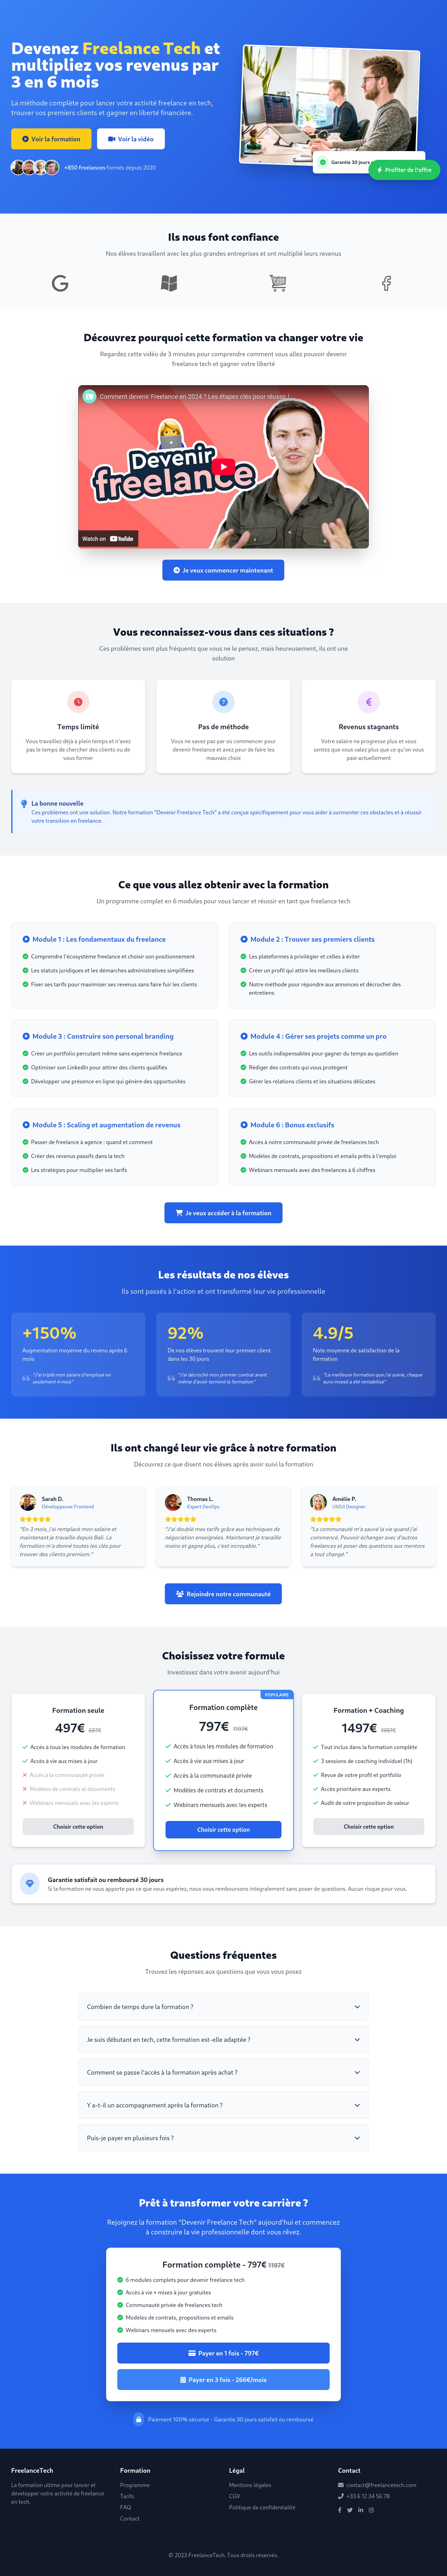 Devenez Freelance Tech et
multipliez vos revenus par
3 en 6 mois
La méthode complète pour lancer votre activité freelance en tech,
trouver vos premiers clients et gagner en liberté financière.
Voir la formation
Voir la vidéo
+850 freelances formés depuis 2020
Garantie 30 jours
Profiter de l'offre
Ils nous font confiance
Nos élèves travaillent avec les plus grandes entreprises et ont multiplié leurs revenus
Découvrez pourquoi cette formation va changer votre vie
Regardez cette vidéo de 3 minutes pour comprendre comment vous allez pouvoir devenir
freelance tech et gagner votre liberté
Comment devenir Freelance en 2024 ? Les étapes clés pour réussir !
devenir
freelance
Watch on YouTube
Je veux commencer maintenant
Vous reconnaissez-vous dans ces situations ?
Ces problèmes sont plus fréquents que vous ne le pensez, mais heureusement, ils ont une
solution
Temps limité
Vous travaillez déjà à plein temps et n'avez
pas le temps de chercher des clients ou de
vous former
Pas de méthode
Vous ne savez pas par où commencer pour
devenir freelance et avez peur de faire les
mauvais choix
Revenus stagnants
Votre salaire ne progresse plus et vous
sentez que vous valez plus que ce qu'on vous
paie actuellement
La bonne nouvelle
Ces problèmes ont une solution. Notre formation "Devenir Freelance Tech" a été conçue spécifiquement pour vous aider à surmonter ces obstacles et à réussir
votre transition en freelance.
Ce que vous allez obtenir avec la formation
Un programme complet en 6 modules pour vous lancer et réussir en tant que freelance tech
Module 1 : Les fondamentaux du freelance
Comprendre l'écosystème freelance et choisir son positionnement
Les statuts juridiques et les démarches administratives simplifiées
Fixer ses tarifs pour maximiser ses revenus sans faire fuir les clients
Module 2 : Trouver ses premiers clients
Les plateformes à privilégier et celles à éviter
Créer un profil qui attire les meilleurs clients
Notre méthode pour répondre aux annonces et décrocher des
entretiens
Module 3 : Construire son personal branding
Créer un portfolio percutant même sans expérience freelance
Optimiser son LinkedIn pour attirer des clients qualifiés
Développer une présence en ligne qui génère des opportunités
Module 4 : Gérer ses projets comme un pro
Les outils indispensables pour gagner du temps au quotidien
Rédiger des contrats qui vous protègent
Gérer les relations clients et les situations délicates
Module 5 : Scaling et augmentation de revenus
Passer de freelance à agence : quand et comment
Créer des revenus passifs dans la tech
Les stratégies pour multiplier ses tarifs
Module 6 : Bonus exclusifs
Accès à notre communauté privée de freelances tech
Modèles de contrats, propositions et emails prêts à l'emploi
Webinars mensuels avec des freelances à 6 chiffres
Je veux accéder à la formation
Les résultats de nos élèves
Ils sont passés à l'action et ont transformé leur vie professionnelle
+150%
Augmentation moyenne du revenu après 6
mois
"J'ai triplé mon salaire d'employé en
seulement 4 mois"
92%
De nos élèves trouvent leur premier client
dans les 30 jours
"J'ai décroché mon premier contrat avant
même d'avoir terminé la formation"
4.9/5
Note moyenne de satisfaction de la
formation
"La meilleure formation que j'ai suivie, chaque
euro investi a été rentabilisé"
Ils ont changé leur vie grâce à notre formation
Découvrez ce que disent nos élèves après avoir suivi la formation
Sarah D.
Développeuse Frontend
"En 3 mois, j'ai remplacé mon salaire et
maintenant je travaille depuis Bali. La
formation m'a donné toutes les clés pour
trouver des clients premium."
Thomas L.
Expert DevOps
"J'ai doublé mes tarifs grâce aux techniques de
négociation enseignées. Maintenant je travaille
moins et gagne plus, c'est incroyable."
Amélie P.
UX/UI Designer
"La communauté m'a sauvé la vie quand j'ai
commencé. Pouvoir échanger avec d'autres
freelances et poser des questions aux mentors
a tout changé."
Rejoindre notre communauté
Choisissez votre formule
Investissez dans votre avenir aujourd'hui
Formation seule
497€ 697€
Accès à tous les modules de formation
Accès à vie aux mises à jour
Accès à la communauté privée
Modèles de contrats et documents
Webinars mensuels avec les experts
Choisir cette option
POPULAIRE
Formation complète
797€ 1197€
Accès à tous les modules de formation
Accès à vie aux mises à jour
Accès à la communauté privée
Modèles de contrats et documents
Webinars mensuels avec les experts
Choisir cette option
Formation + Coaching
1497€ 1997€
Tout inclus dans la formation complète
3 sessions de coaching individuel (1h)
Revue de votre profil et portfolio
Accès prioritaire aux experts
Audit de votre proposition de valeur
Choisir cette option
Garantie satisfait ou remboursé 30 jours
Si la formation ne vous apporte pas ce que vous espériez, nous vous remboursons intégralement sans poser de questions. Aucun risque pour vous.
Questions fréquentes
Trouvez les réponses aux questions que vous vous posez
Combien de temps dure la formation ?
Je suis débutant en tech, cette formation est-elle adaptée ?
Comment se passe l'accès à la formation après achat ?
Y a-t-il un accompagnement après la formation ?
Puis-je payer en plusieurs fois ?
Prêt à transformer votre carrière ?
Rejoignez la formation "Devenir Freelance Tech" aujourd'hui et commencez
à construire la vie professionnelle dont vous rêvez.
Formation complète - 797€ 1197€
6 modules complets pour devenir freelance tech
Accès à vie + mises à jour gratuites
Communauté privée de freelances tech
Modèles de contrats, propositions et emails
Webinars mensuels avec des experts
Payer en 1 fois - 797€
Payer en 3 fois - 266€/mois
Paiement 100% sécurisé - Garantie 30 jours satisfait ou remboursé
FreelanceTech
La formation ultime pour lancer et
développer votre activité de freelance
en tech.
Formation
Programme
Tarifs
FAQ
Contact
Légal
Mentions légales
CGV
Politique de confidentialité
Contact
contact@freelancetech.com
+33 6 12 34 56 78
© 2023 FreelanceTech. Tous droits réservés.